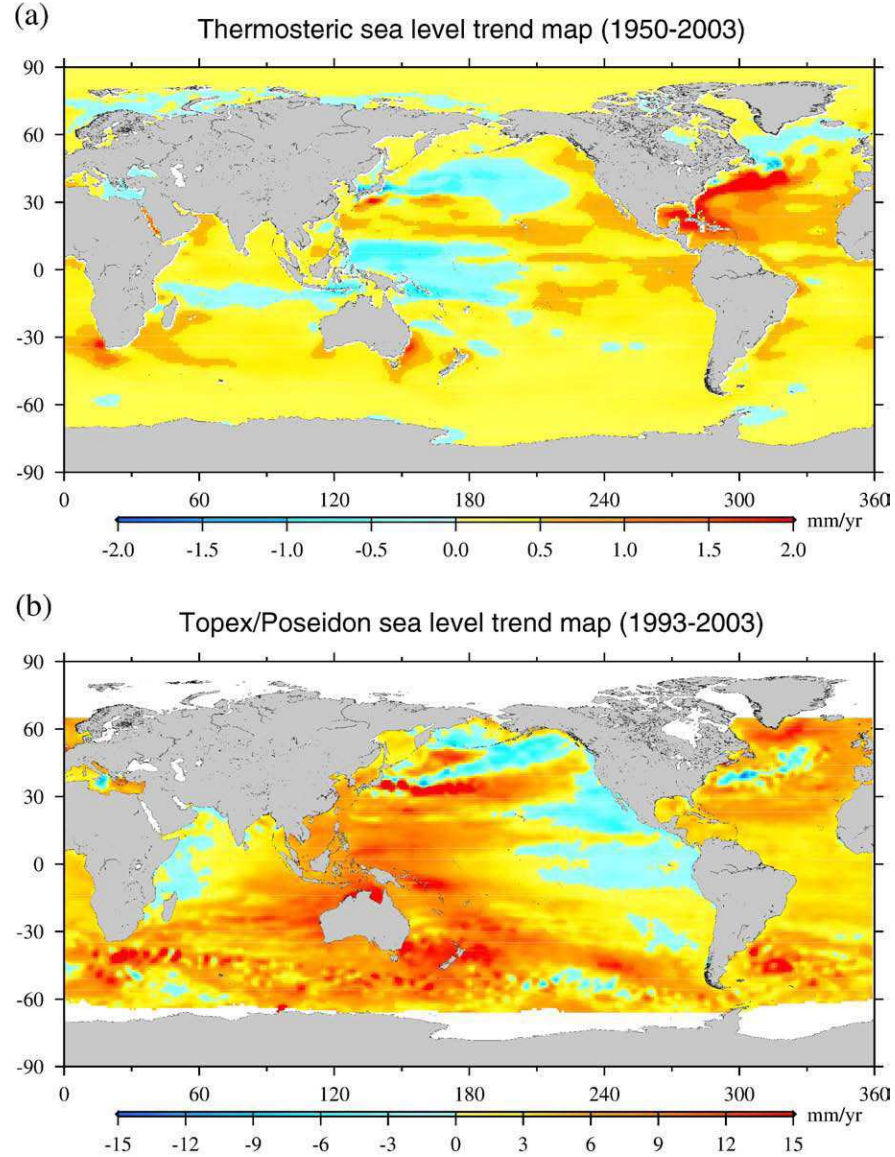 (a)
Thermosteric sea level trend map (1950-2003)
90
60
30
0
-30
-60
-90
0 60 120 180 240 300 360
mm/yr
-2.0 -1.5 -1.0 -0.5 0.0 0.5 1.0 1.5 2.0
(b)
Topex/Poseidon sea level trend map (1993-2003)
90
60
30
0
-30
-60
-90
0 60 120 180 240 300 360
mm/yr
-15 -12 -9 -6 -3 0 3 6 9 12 15